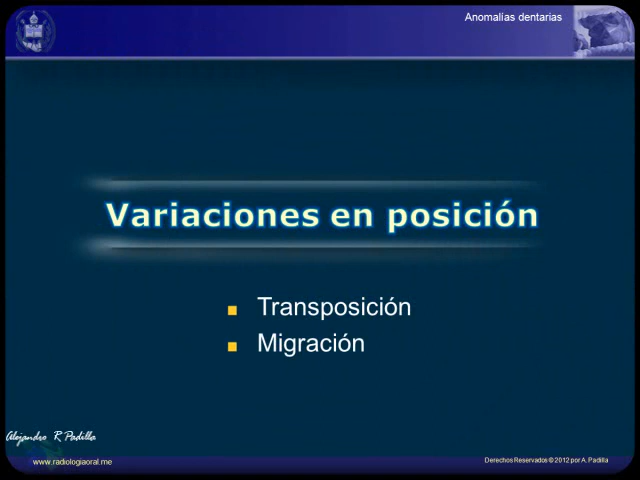 Anomalías dentarias
Variaciones en posición
Transposición
Migración
Alejandro R Padilla
www.radiologiaoral.me
Derechos Reservados © 2012 por A. Padilla